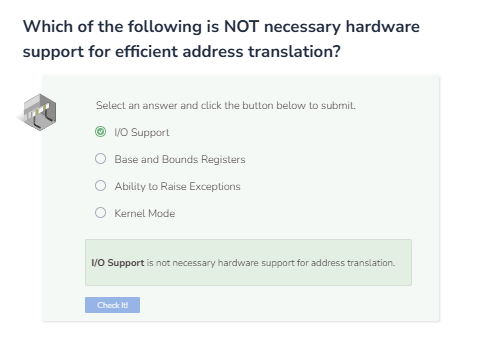 Which of the following is NOT necessary hardware
support for efficient address translation?
Select an answer and click the button below to submit.
I/O Support
Base and Bounds Registers
Ability to Raise Exceptions
Kernel Mode
I/O Support is not necessary hardware support for address translation.
Check It!